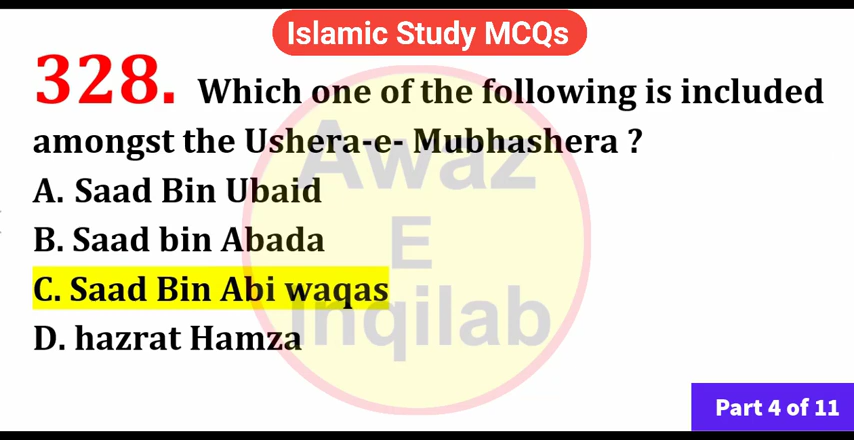 Islamic Study MCQs
328. Which one of the following is included
amongst the Ushera-e- Mubhashera ?
A. Saad Bin Ubaid
B. Saad bin Abada
C. Saad Bin Abi waqas
D. hazrat Hamza
Awaz
E
Inqilab
Part 4 of 11